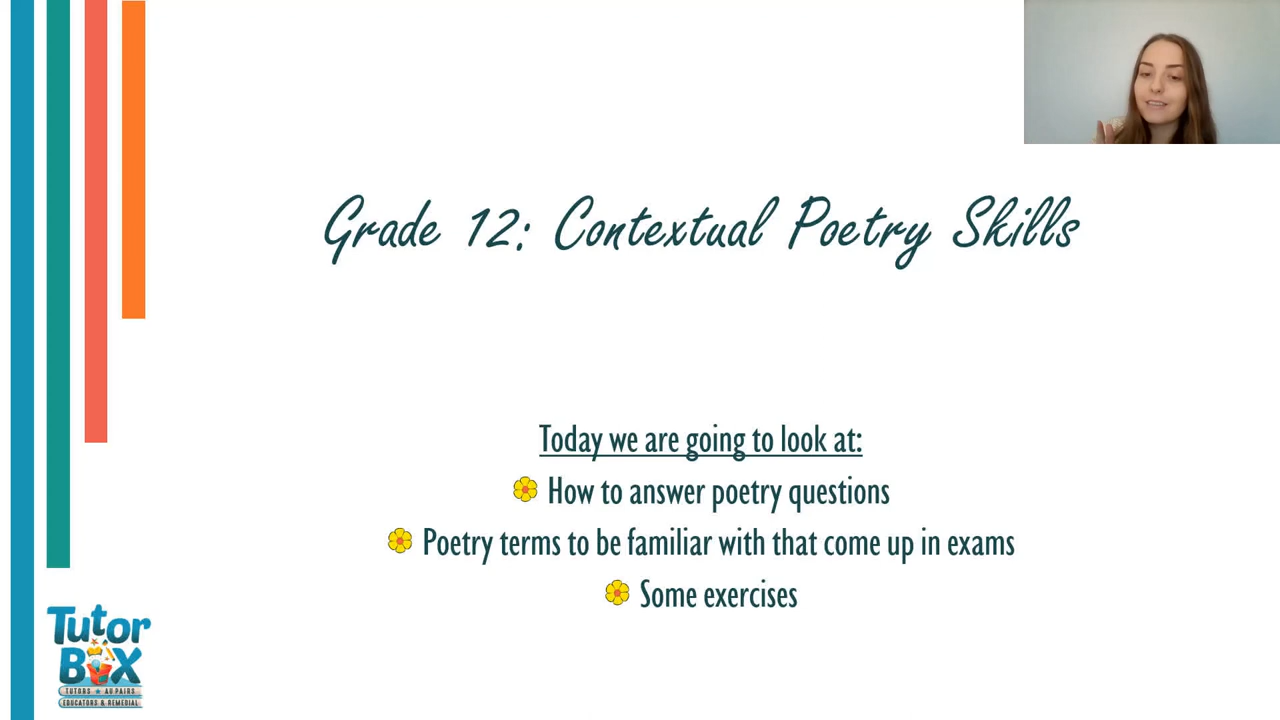 Grade 12: Contextual Poetry Skills
Today we are going to look at:
How to answer poetry questions
Poetry terms to be familiar with that come up in exams
Some exercises
Tutor
BOX
TUTORS ★ AU PAIRS
EDUCATORS & REMEDIAL